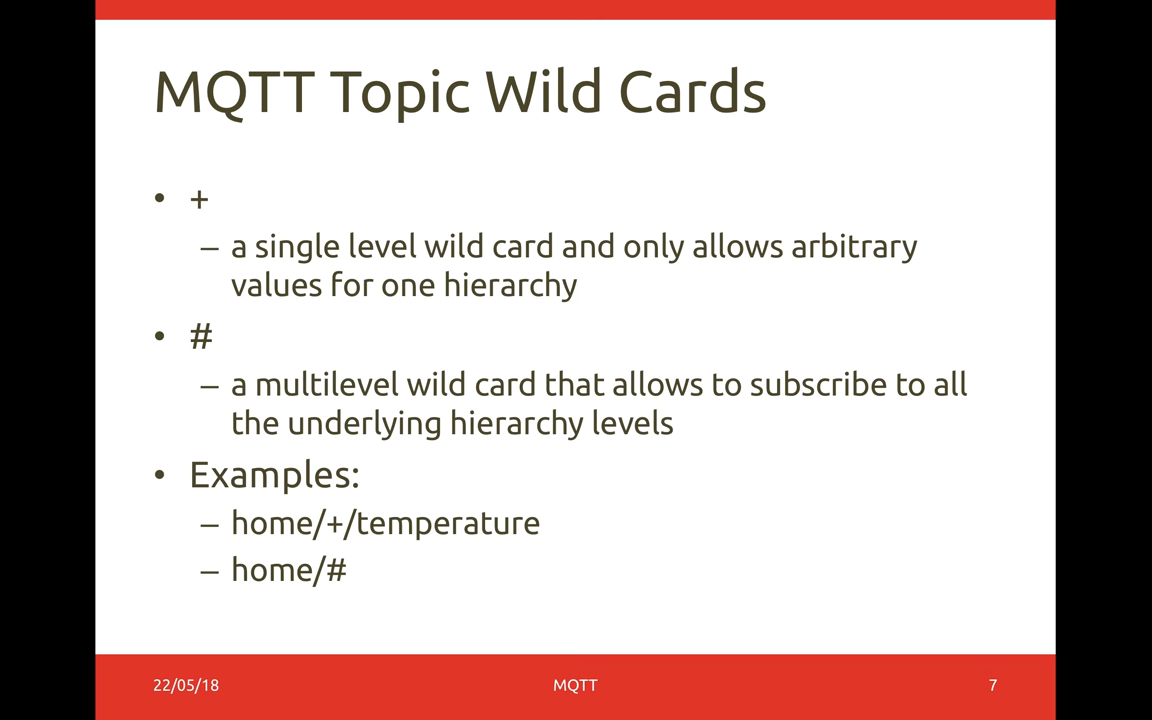 MQTT Topic Wild Cards
• +
– a single level wild card and only allows arbitrary
values for one hierarchy
• #
– a multilevel wild card that allows to subscribe to all
the underlying hierarchy levels
• Examples:
– home/+/temperature
– home/#
22/05/18 MQTT 7